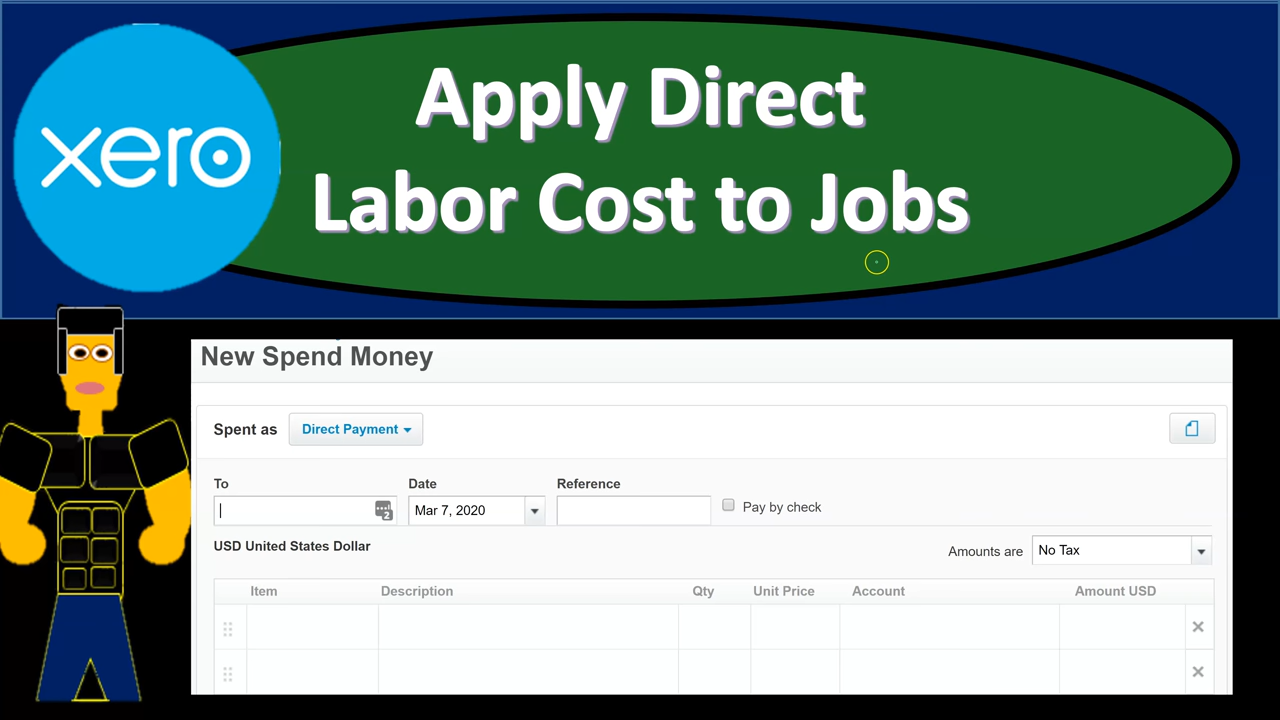 xero
Apply Direct
Labor Cost to Jobs
New Spend Money
Spent as Direct Payment
To Date Reference
2 Mar 7, 2020 Pay by check
USD United States Dollar
Amounts are No Tax
Item Description Qty Unit Price Account Amount USD